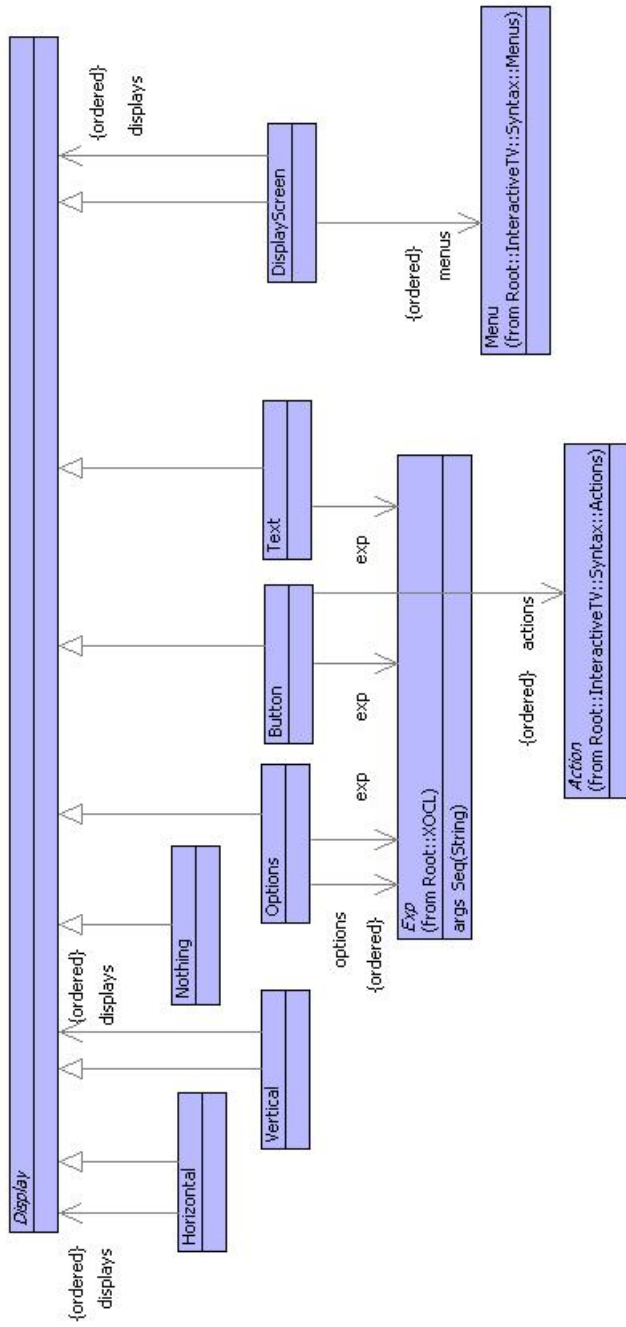 Display
{ordered}
displays
Horizontal
Vertical
{ordered}
displays
Nothing
Options
Button
Text
DisplayScreen
{ordered}
displays
options
{ordered}
exp
exp
exp
{ordered}
menus
Exp
(from Root::XOCL)
args Seq(String)
Menu
(from Root::InteractiveTV::Syntax::Menus)
{ordered}
actions
Action
(from Root::InteractiveTV::Syntax::Actions)